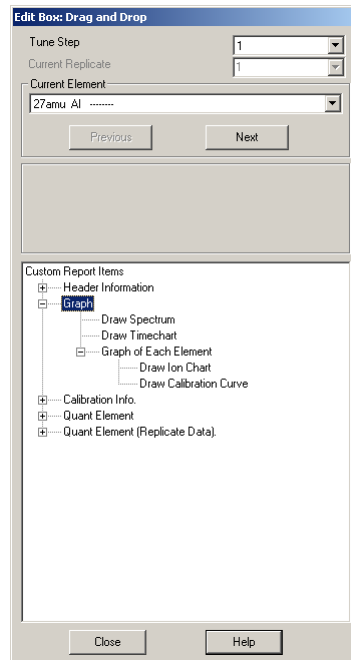 Edit Box: Drag and Drop
Tune Step 1
Current Replicate 1
Current Element
27amu Al --------
Previous Next
Custom Report Items
Header Information
Graph
Draw Spectrum
Draw Timechart
Graph of Each Element
Draw Ion Chart
Draw Calibration Curve
Calibration Info.
Quant Element
Quant Element (Replicate Data).
Close Help